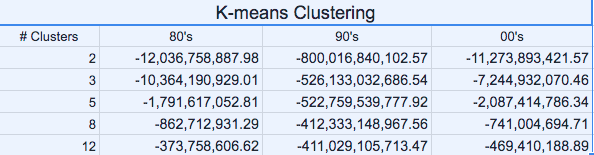 K-means Clustering
# Clusters 80's 90's 00's
2 -12,036,758,887.98 -800,016,840,102.57 -11,273,893,421.57
3 -10,364,190,929.01 -526,133,032,686.54 -7,244,932,070.46
5 -1,791,617,052.81 -522,759,539,777.92 -2,087,414,786.34
8 -862,712,931.29 -412,333,148,967.56 -741,004,694.71
12 -373,758,606.62 -411,029,105,713.47 -469,410,188.89